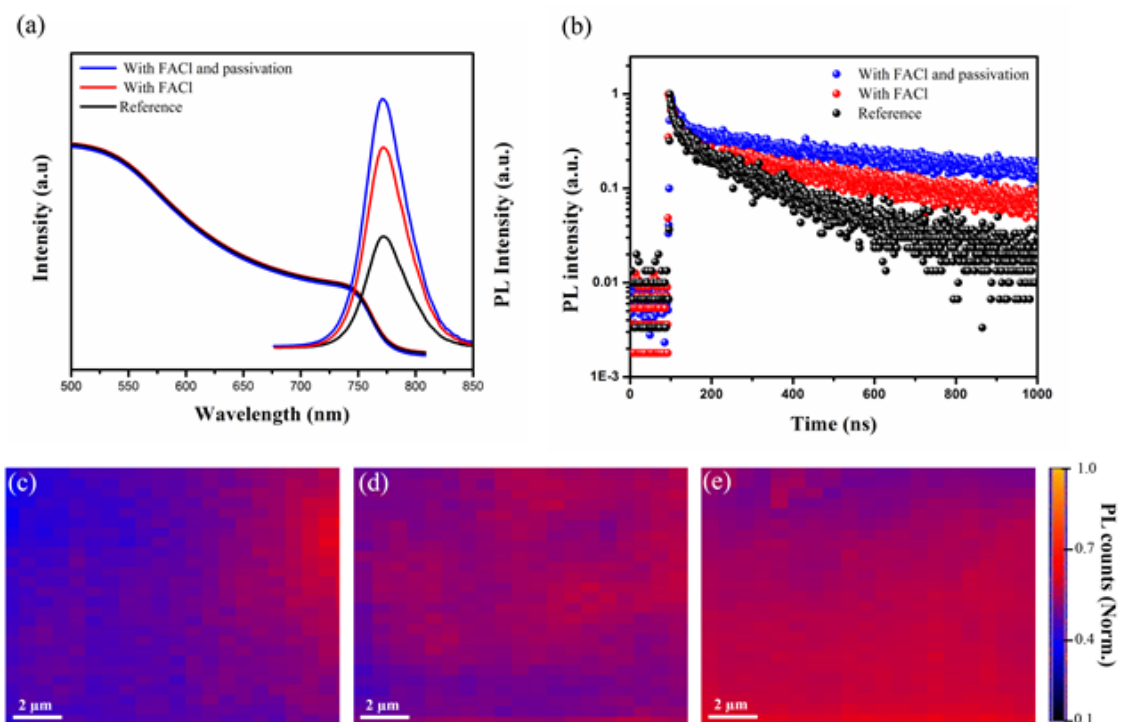 (a)
With FACl and passivation
With FACl
Reference
Intensity (a.u)
PL Intensity (a.u.)
500 550 600 650 700 750 800 850
Wavelength (nm)
(b)
With FACl and passivation
With FACl
Reference
PL intensity (a.u.)
1
0.1
0.01
1E-3
0 200 400 600 800 1000
Time (ns)
(c)
2 µm
(d)
2 µm
(e)
2 µm
1.0
0.7
0.4
0.1
PL counts (Norm.)